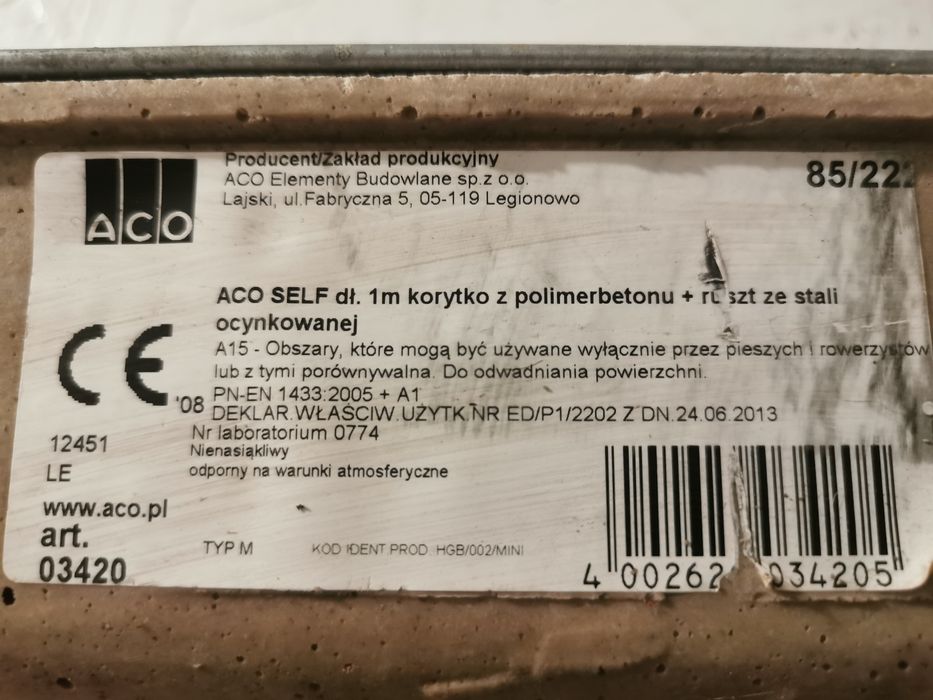 ACO
Producent/Zakład produkcyjny
ACO Elementy Budowlane sp.z o.o.
Lajski, ul.Fabryczna 5, 05-119 Legionowo
85/222
ACO SELF dł. 1m korytko z polimerbetonu + ruszt ze stali
ocynkowanej
A15 - Obszary, które mogą być używane wyłącznie przez pieszych i rowerzystów
lub z tymi porównywalna. Do odwadniania powierzchni.
CE
'08
PN-EN 1433:2005 + A1
DEKLAR.WŁAŚCIW.UŻYTK.NR ED/P1/2202 Z DN.24.06.2013
Nr laboratorium 0774
Nienasiąkliwy
odporny na warunki atmosferyczne
12451
LE
www.aco.pl
art.
03420
TYP M
KOD IDENT PROD. HGB/002/MINI
4 00262 034205